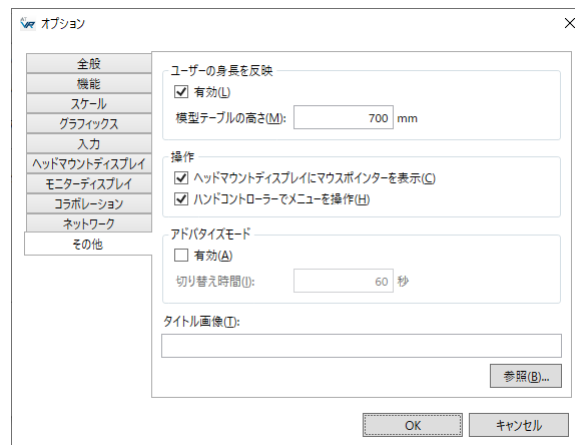 オプション
全般
機能
スケール
グラフィックス
入力
ヘッドマウントディスプレイ
モニターディスプレイ
コラボレーション
ネットワーク
その他
ユーザーの身長を反映
有効(L)
模型テーブルの高さ(M): 700 mm
操作
ヘッドマウントディスプレイにマウスポインターを表示(C)
ハンドコントローラーでメニューを操作(H)
アドバタイズモード
有効(A)
切り替え時間(I): 60 秒
タイトル画像(T):
参照(B)...
OK キャンセル